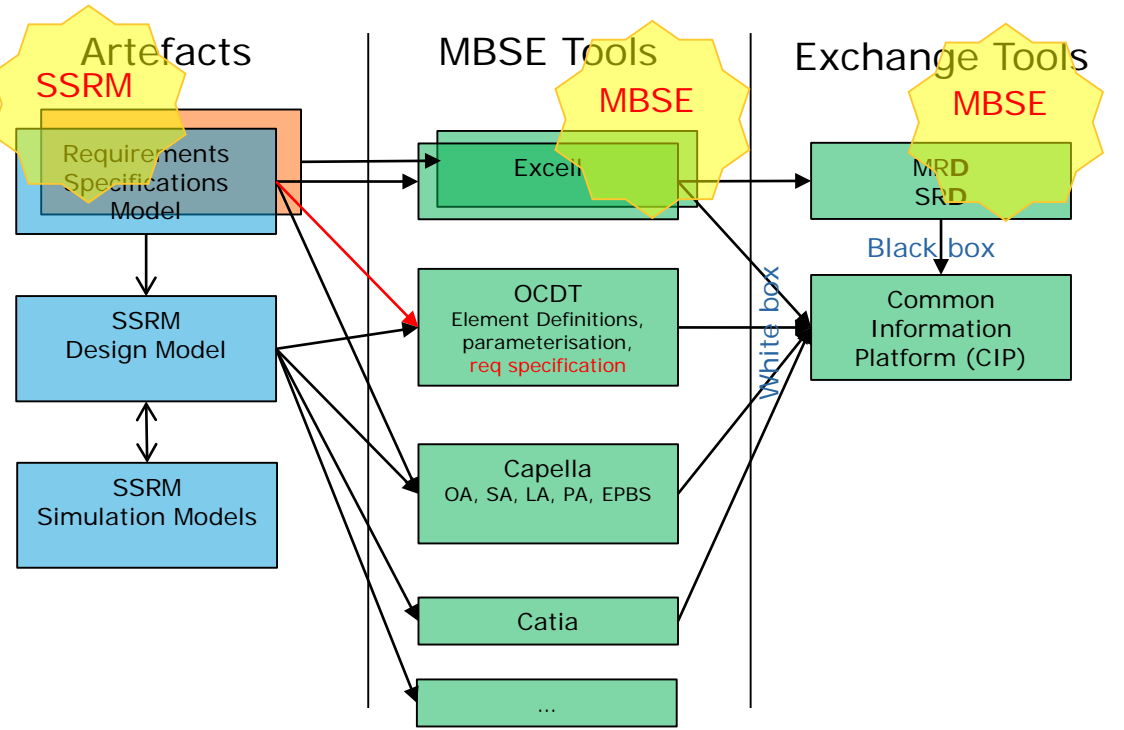 Artefacts
SSRM
Requirements
Specifications
Model
SSRM
Design Model
SSRM
Simulation Models
MBSE Tools
MBSE
Excell
OCDT
Element Definitions,
parameterisation,
req specification
Capella
OA, SA, LA, PA, EPBS
Catia
...
White box
Exchange Tools
MBSE
MRD
SRD
Black box
Common
Information
Platform (CIP)